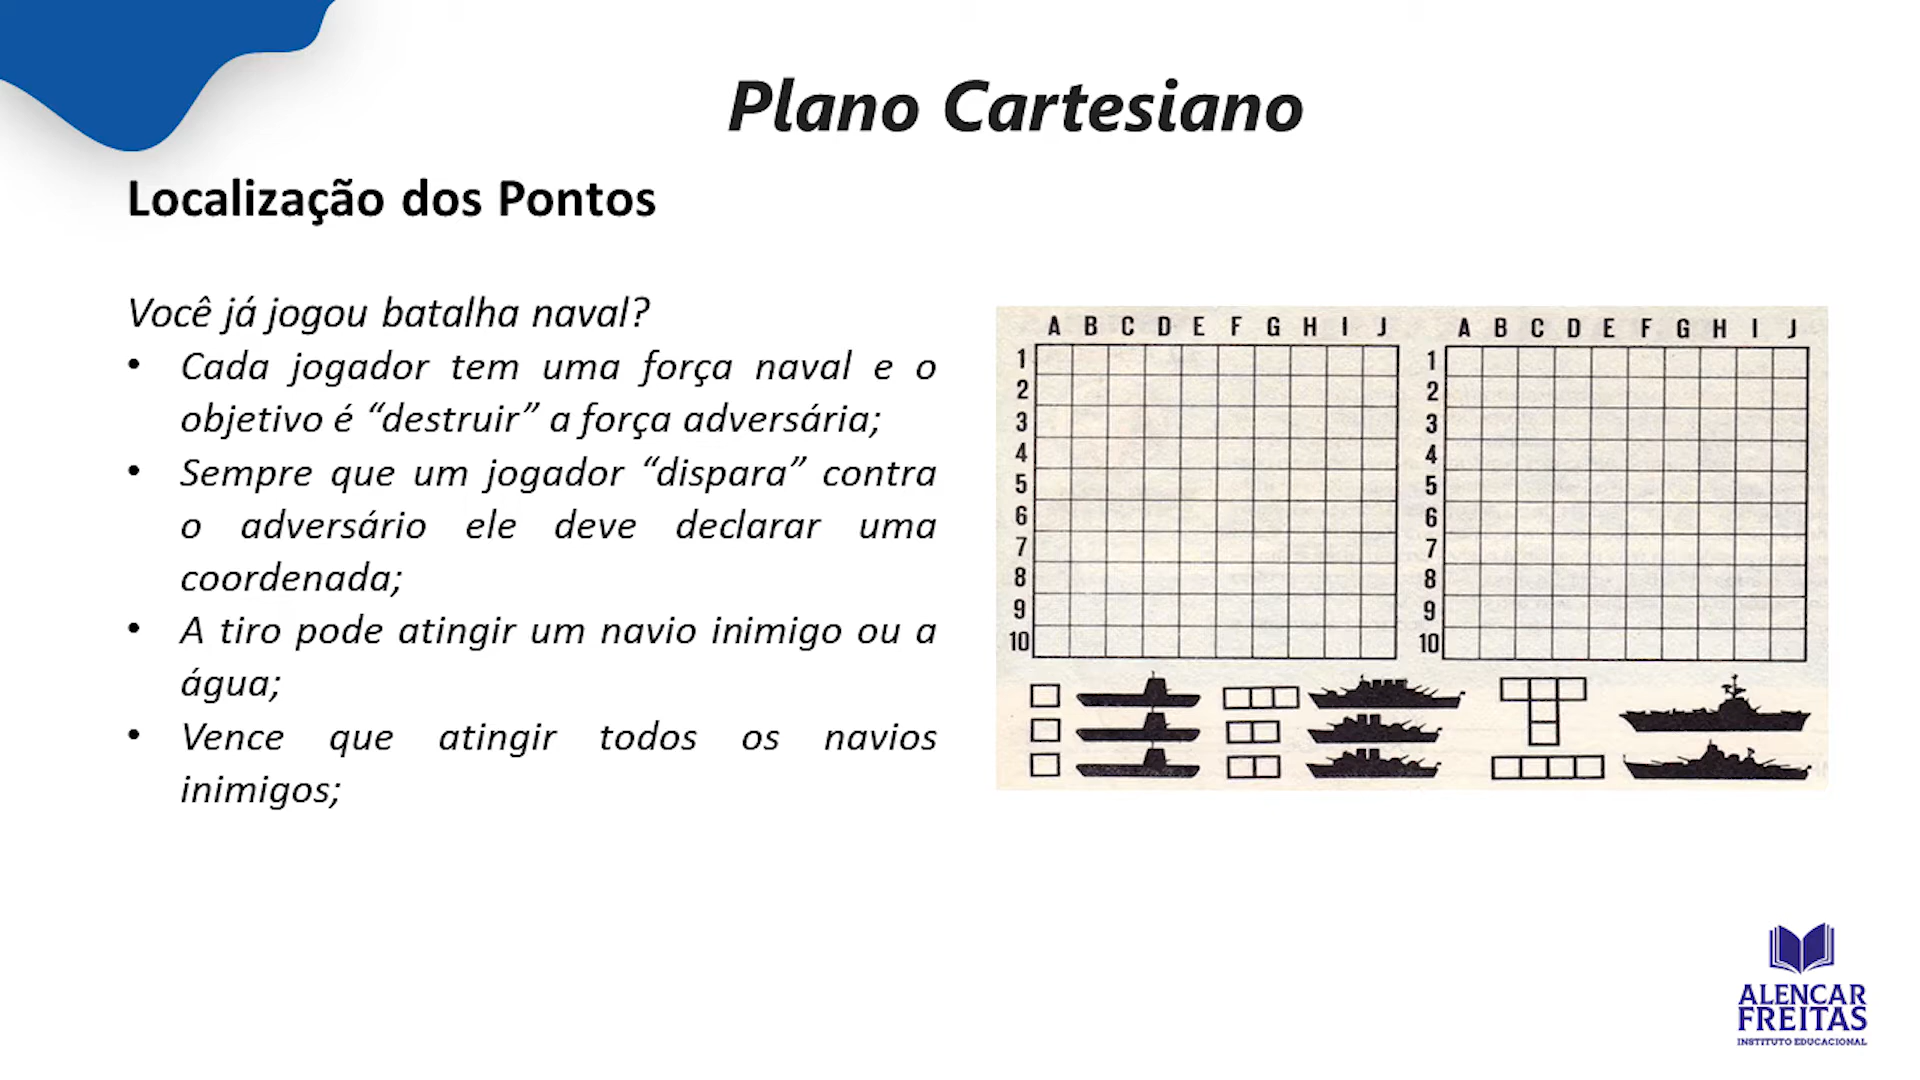 Plano Cartesiano
Localização dos Pontos
Você já jogou batalha naval?
• Cada jogador tem uma força naval e o
objetivo é “destruir” a força adversária;
• Sempre que um jogador “dispara” contra
o adversário ele deve declarar uma
coordenada;
• A tiro pode atingir um navio inimigo ou a
água;
• Vence que atingir todos os navios
inimigos;
A B C D E F G H I J
1
2
3
4
5
6
7
8
9
10
A B C D E F G H I J
1
2
3
4
5
6
7
8
9
10
ALENCAR
FREITAS
INSTITUTO EDUCACIONAL